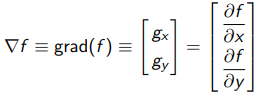 ∇f ≡ grad(f) ≡ [ g_x ; g_y ] = [ ∂f/∂x ; ∂f/∂y ]